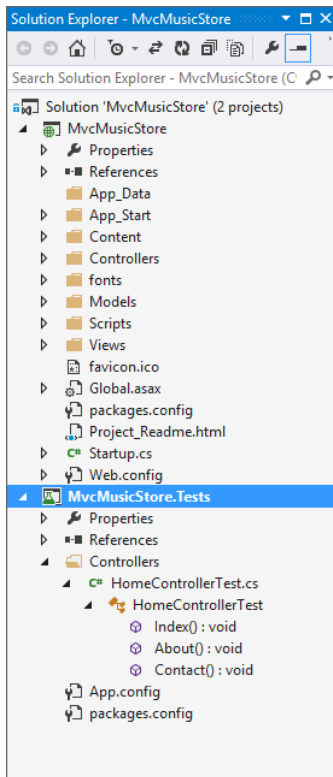 Solution Explorer - MvcMusicStore
Search Solution Explorer - MvcMusicStore (C
Solution 'MvcMusicStore' (2 projects)
MvcMusicStore
Properties
References
App_Data
App_Start
Content
Controllers
fonts
Models
Scripts
Views
favicon.ico
Global.asax
packages.config
Project_Readme.html
C# Startup.cs
Web.config
MvcMusicStore.Tests
Properties
References
Controllers
C# HomeControllerTest.cs
HomeControllerTest
Index() : void
About() : void
Contact() : void
App.config
packages.config